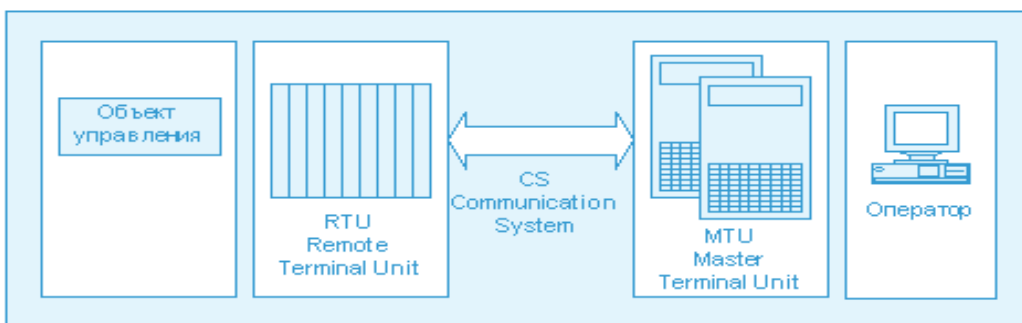 Объект
управления
RTU
Remote
Terminal Unit
CS
Communication
System
MTU
Master
Terminal Unit
Оператор